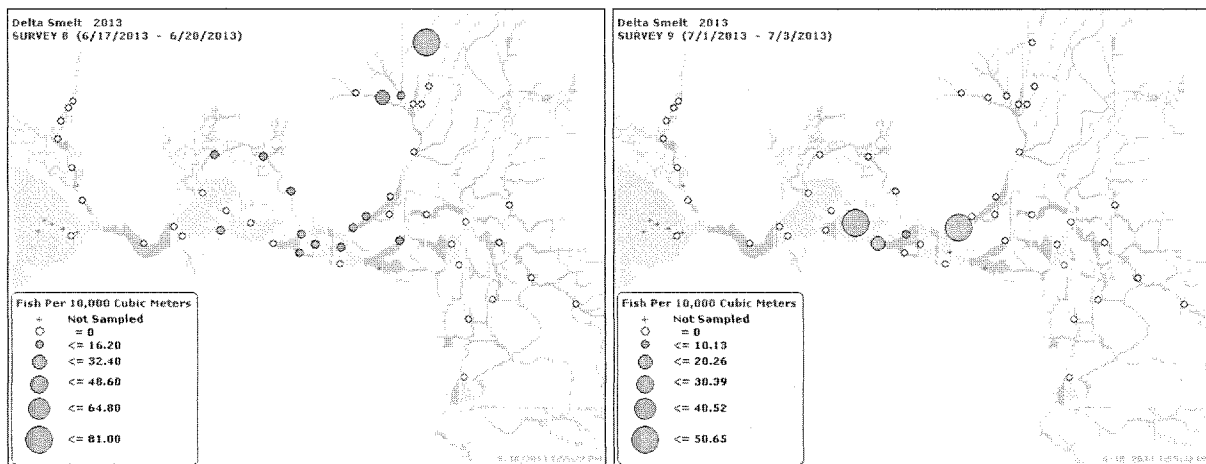 Delta Smelt 2013
SURVEY 8 (6/17/2013 - 6/20/2013)
Fish Per 10,000 Cubic Meters
+ Not Sampled
= 0
<= 16.20
<= 32.40
<= 48.60
<= 64.80
<= 81.00
Delta Smelt 2013
SURVEY 9 (7/1/2013 - 7/3/2013)
Fish Per 10,000 Cubic Meters
+ Not Sampled
= 0
<= 10.13
<= 20.26
<= 30.39
<= 40.52
<= 50.65